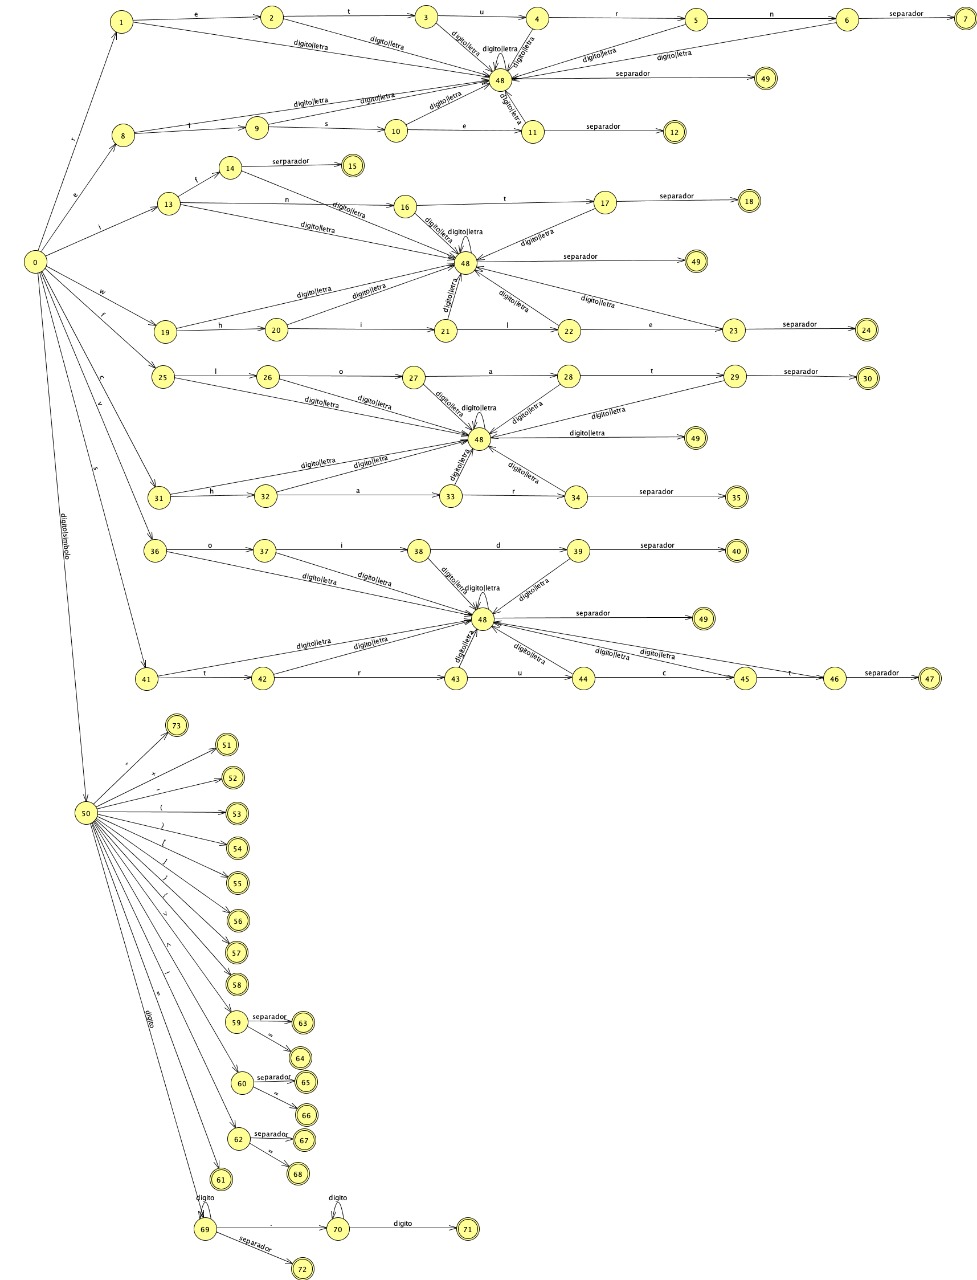 1 e 2 t 3 u 4 r 5 n 6 separador 7
digito|letra digito|letra digito|letra digito|letra digito|letra digito|letra digito|letra
48 separador 49
r
digito|letra digito|letra digito|letra digito|letra
8 9 s 10 e 11 separador 12
e
14 serparador 15
f
13 n 16 t 17 separador 18
i
digito|letra digito|letra digito|letra digito|letra digito|letra
0
48 separador 49
w
digito|letra digito|letra digito|letra digito|letra digito|letra
19 h 20 i 21 l 22 e 23 separador 24
f
25 l 26 o 27 a 28 t 29 separador 30
c
digito|letra digito|letra digito|letra digito|letra digito|letra digito|letra
48 digito|letra 49
v
digito|letra digito|letra digito|letra digito|letra
31 h 32 a 33 r 34 separador 35
s
digito|simbolo
36 o 37 i 38 d 39 separador 40
digito|letra digito|letra digito|letra digito|letra digito|letra
48 separador 49
digito|letra digito|letra digito|letra digito|letra digito|letra digito|letra
41 t 42 r 43 u 44 c 45 t 46 separador 47
73
51
52
50 ( 53
) 54
55
56
57
58
59 separador 63
= 64
60 separador 65
= 66
62 separador 67
= 68
61
digito
digito digito
69 . 70 digito 71
separador
72